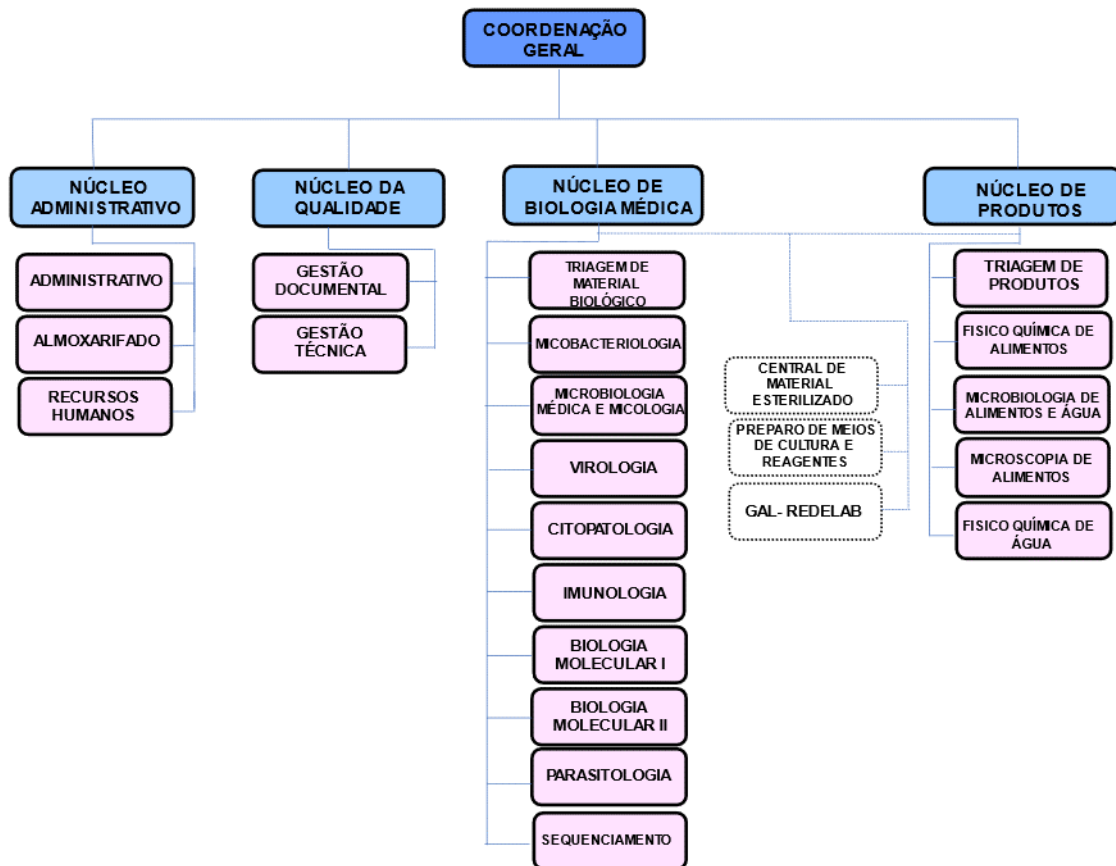 COORDENAÇÃO
GERAL
NÚCLEO
ADMINISTRATIVO
NÚCLEO DA
QUALIDADE
NÚCLEO DE
BIOLOGIA MÉDICA
NÚCLEO DE
PRODUTOS
ADMINISTRATIVO
ALMOXARIFADO
RECURSOS
HUMANOS
GESTÃO
DOCUMENTAL
GESTÃO
TÉCNICA
TRIAGEM DE
MATERIAL
BIOLÓGICO
MICOBACTERIOLOGIA
MICROBIOLOGIA
MÉDICA E MICOLOGIA
VIROLOGIA
CITOPATOLOGIA
IMUNOLOGIA
BIOLOGIA
MOLECULAR I
BIOLOGIA
MOLECULAR II
PARASITOLOGIA
SEQUENCIAMENTO
CENTRAL DE
MATERIAL
ESTERILIZADO
PREPARO DE MEIOS
DE CULTURA E
REAGENTES
GAL- REDELAB
TRIAGEM DE
PRODUTOS
FISICO QUÍMICA DE
ALIMENTOS
MICROBIOLOGIA DE
ALIMENTOS E ÁGUA
MICROSCOPIA DE
ALIMENTOS
FISICO QUÍMICA DE
ÁGUA